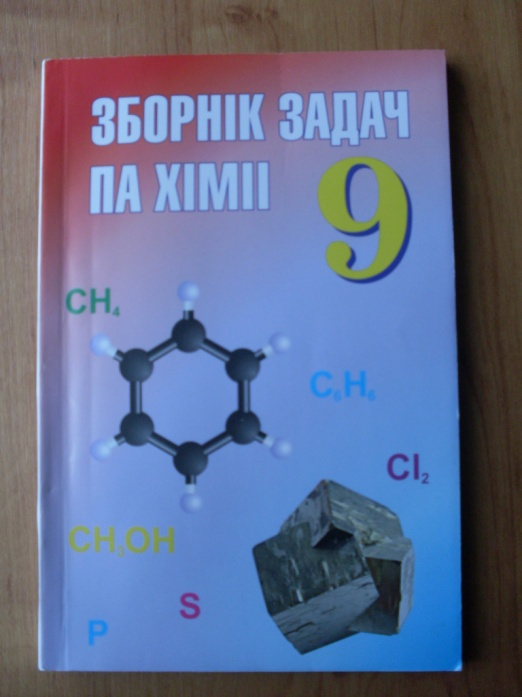 ЗБОРНІК ЗАДАЧ
ПА ХІМІІ
9
CH₄
C₆H₆
Cl₂
CH₃OH
S
P